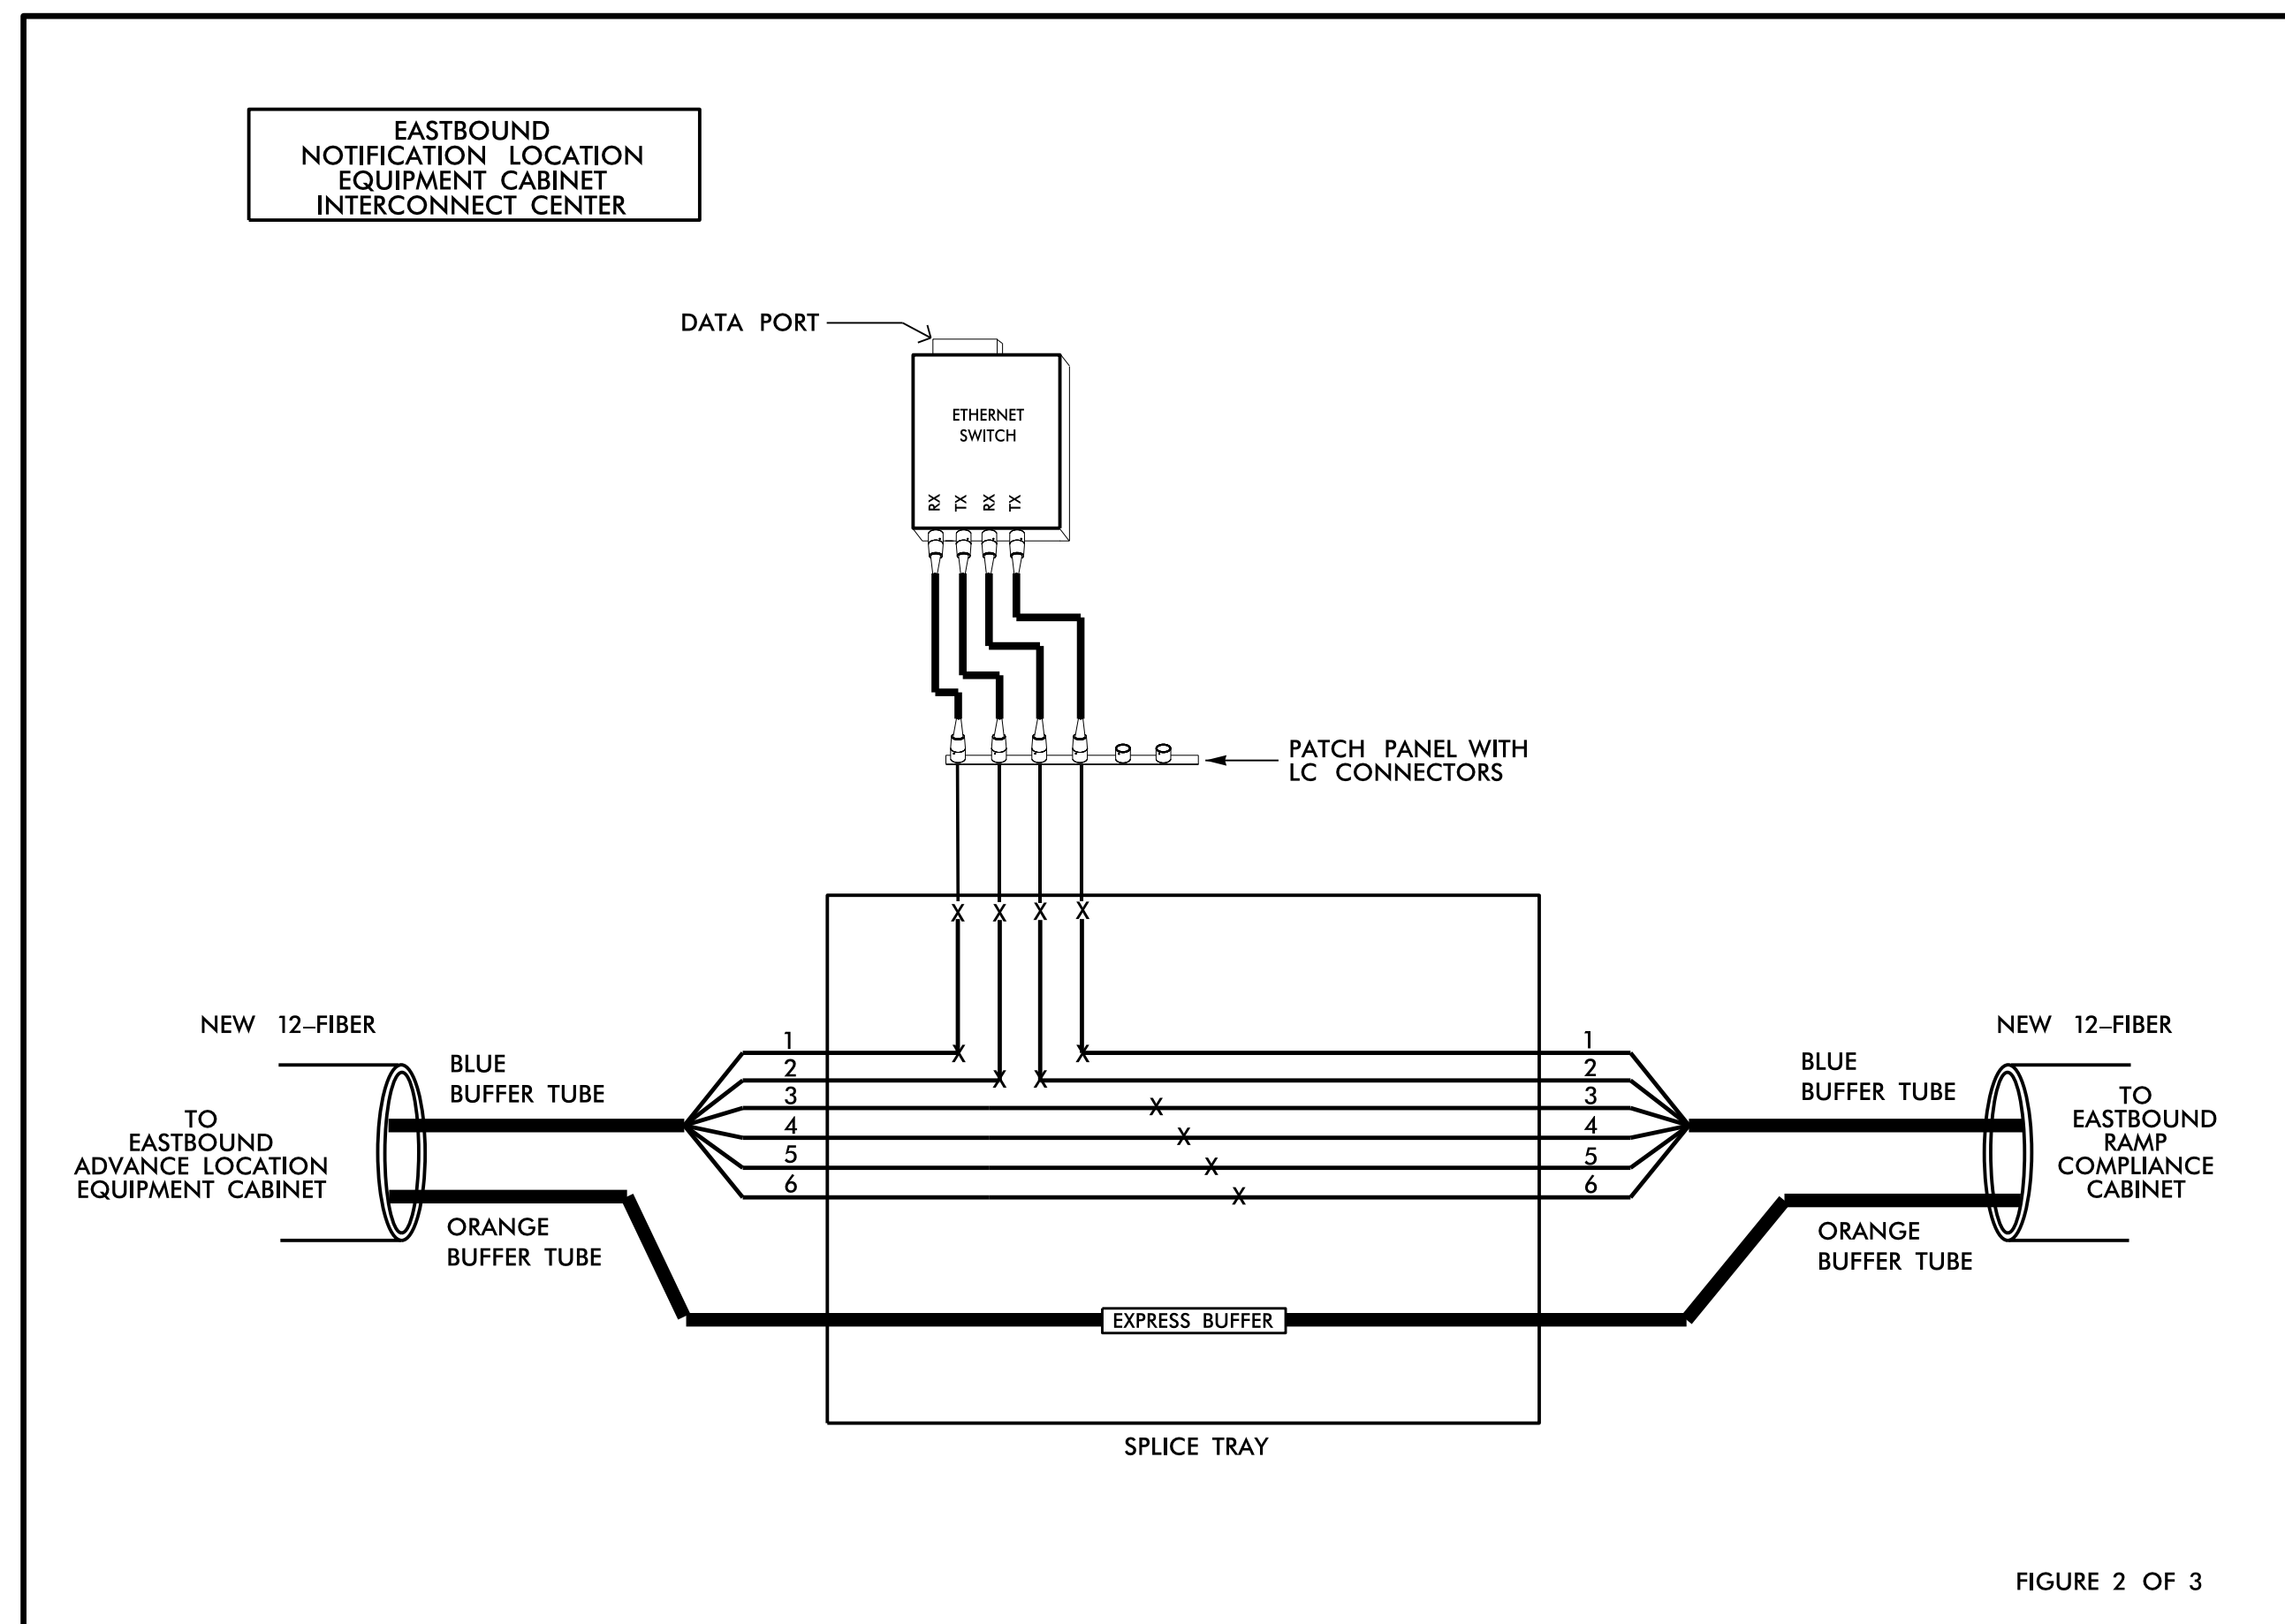 EASTBOUND
NOTIFICATION LOCATION
EQUIPMENT CABINET
INTERCONNECT CENTER
DATA PORT
ETHERNET
SWITCH
RX TX RX TX
PATCH PANEL WITH
LC CONNECTORS
X X X X
NEW 12–FIBER
BLUE
BUFFER TUBE
TO
EASTBOUND
ADVANCE LOCATION
EQUIPMENT CABINET
ORANGE
BUFFER TUBE
1
2
3
4
5
6
X X
X X
X
X
X
X
1
2
3
4
5
6
NEW 12–FIBER
BLUE
BUFFER TUBE
TO
EASTBOUND
RAMP
COMPLIANCE
CABINET
ORANGE
BUFFER TUBE
EXPRESS BUFFER
SPLICE TRAY
FIGURE 2 OF 3